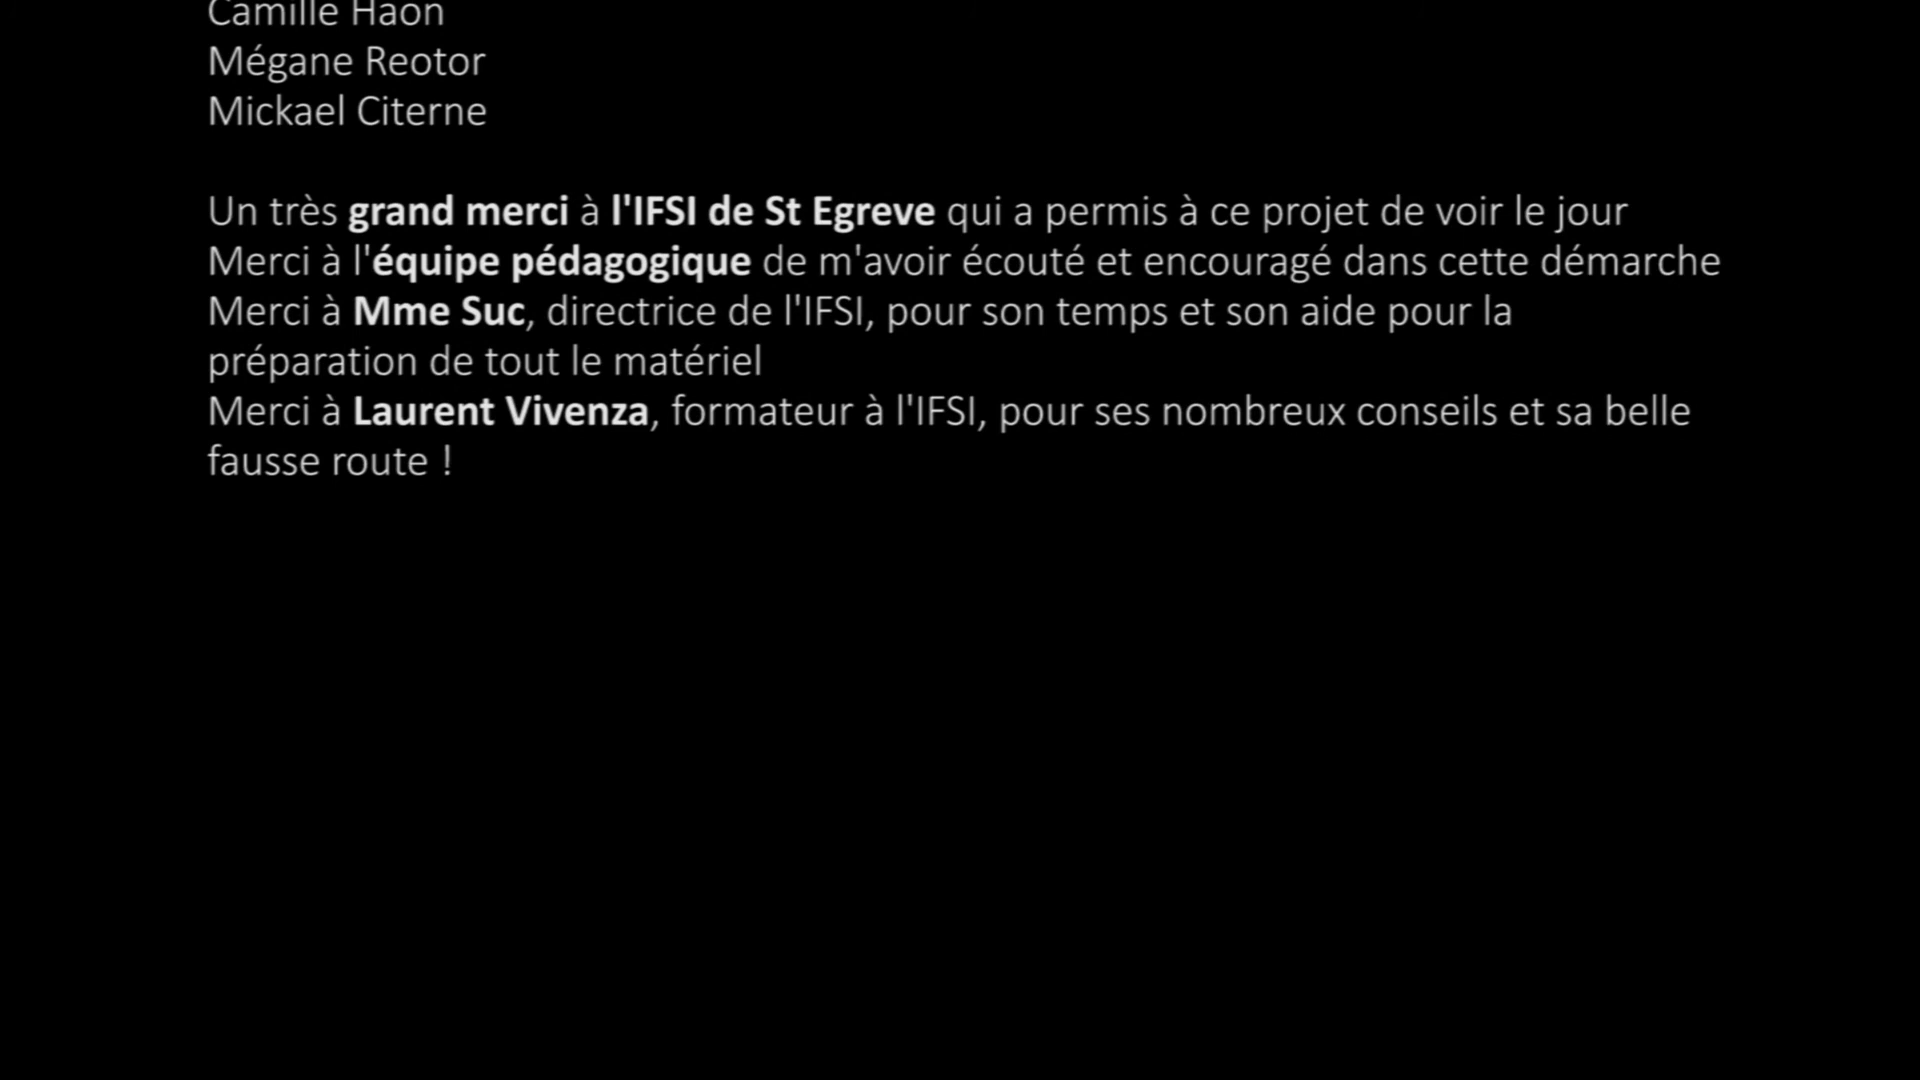 Camille Haon
Mégane Reotor
Mickael Citerne
Un très grand merci à l'IFSI de St Egreve qui a permis à ce projet de voir le jour
Merci à l'équipe pédagogique de m'avoir écouté et encouragé dans cette démarche
Merci à Mme Suc, directrice de l'IFSI, pour son temps et son aide pour la
préparation de tout le matériel
Merci à Laurent Vivenza, formateur à l'IFSI, pour ses nombreux conseils et sa belle
fausse route !